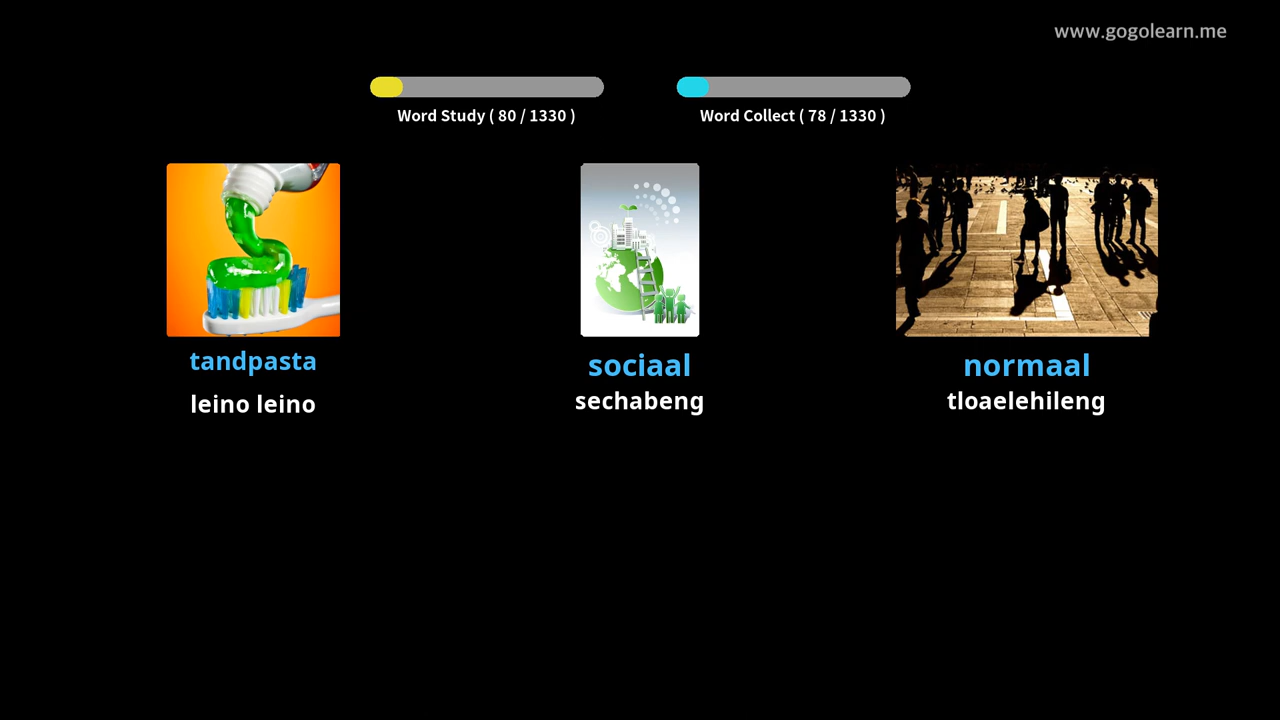 www.gogolearn.me
Word Study ( 80 / 1330 )
Word Collect ( 78 / 1330 )
tandpasta
leino leino
sociaal
sechabeng
normaal
tloaelehileng